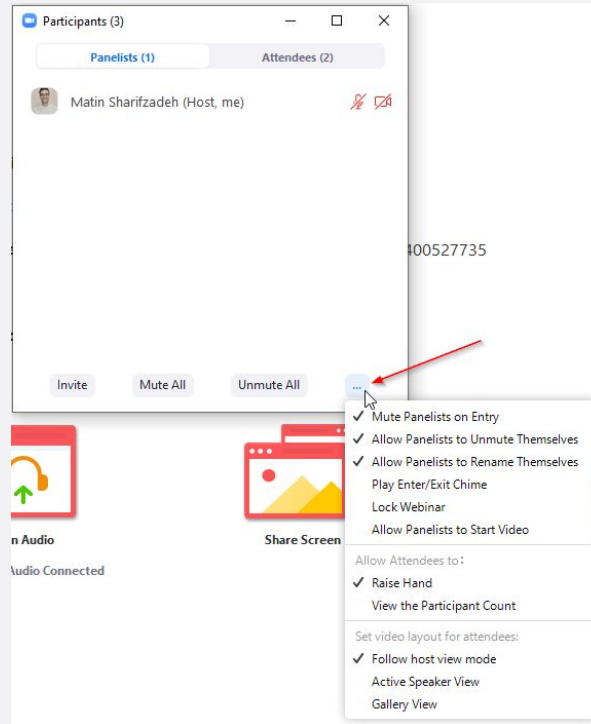 Participants (3)
Panelists (1)
Attendees (2)
Matin Sharifzadeh (Host, me)
400527735
Invite
Mute All
Unmute All
...
Mute Panelists on Entry
Allow Panelists to Unmute Themselves
Allow Panelists to Rename Themselves
Play Enter/Exit Chime
Lock Webinar
Allow Panelists to Start Video
Allow Attendees to:
Raise Hand
View the Participant Count
Set video layout for attendees:
Follow host view mode
Active Speaker View
Gallery View
n Audio
Share Screen
Audio Connected